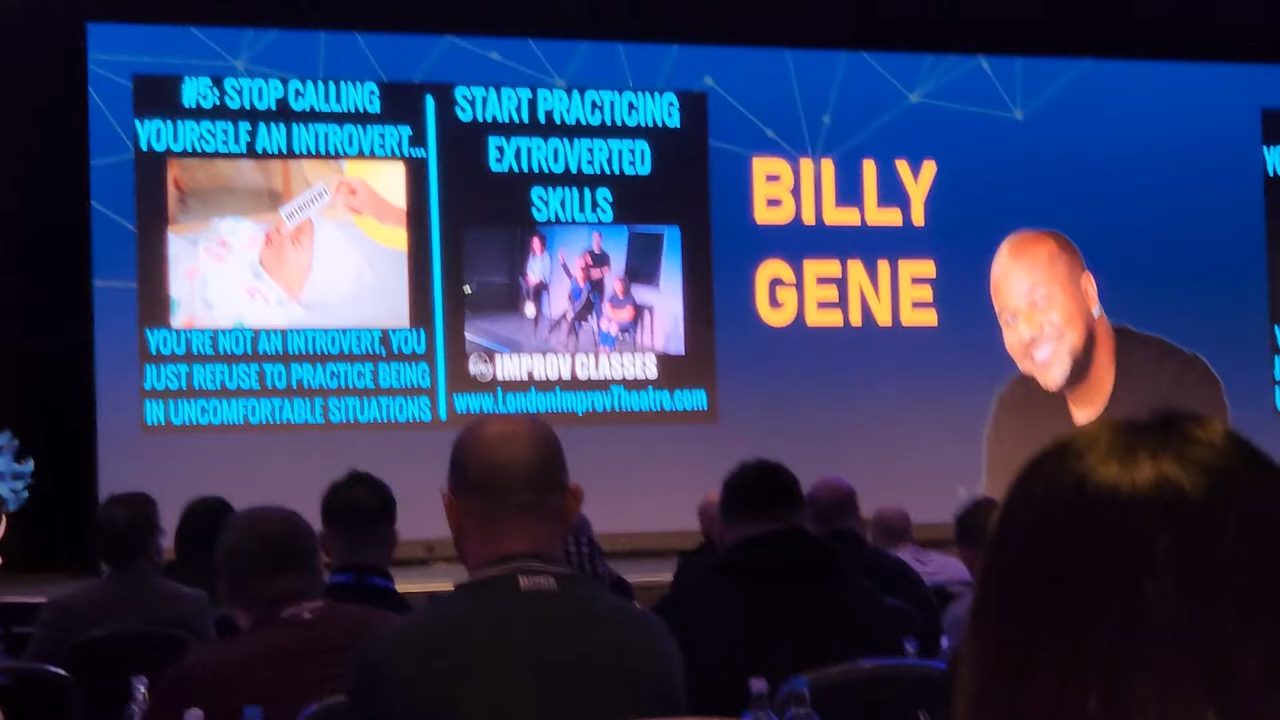 #5: STOP CALLING
YOURSELF AN INTROVERT...
INTROVERT
YOU'RE NOT AN INTROVERT, YOU
JUST REFUSE TO PRACTICE BEING
IN UNCOMFORTABLE SITUATIONS
START PRACTICING
EXTROVERTED
SKILLS
IMPROV CLASSES
www.LondonImprovTheatre.com
BILLY
GENE